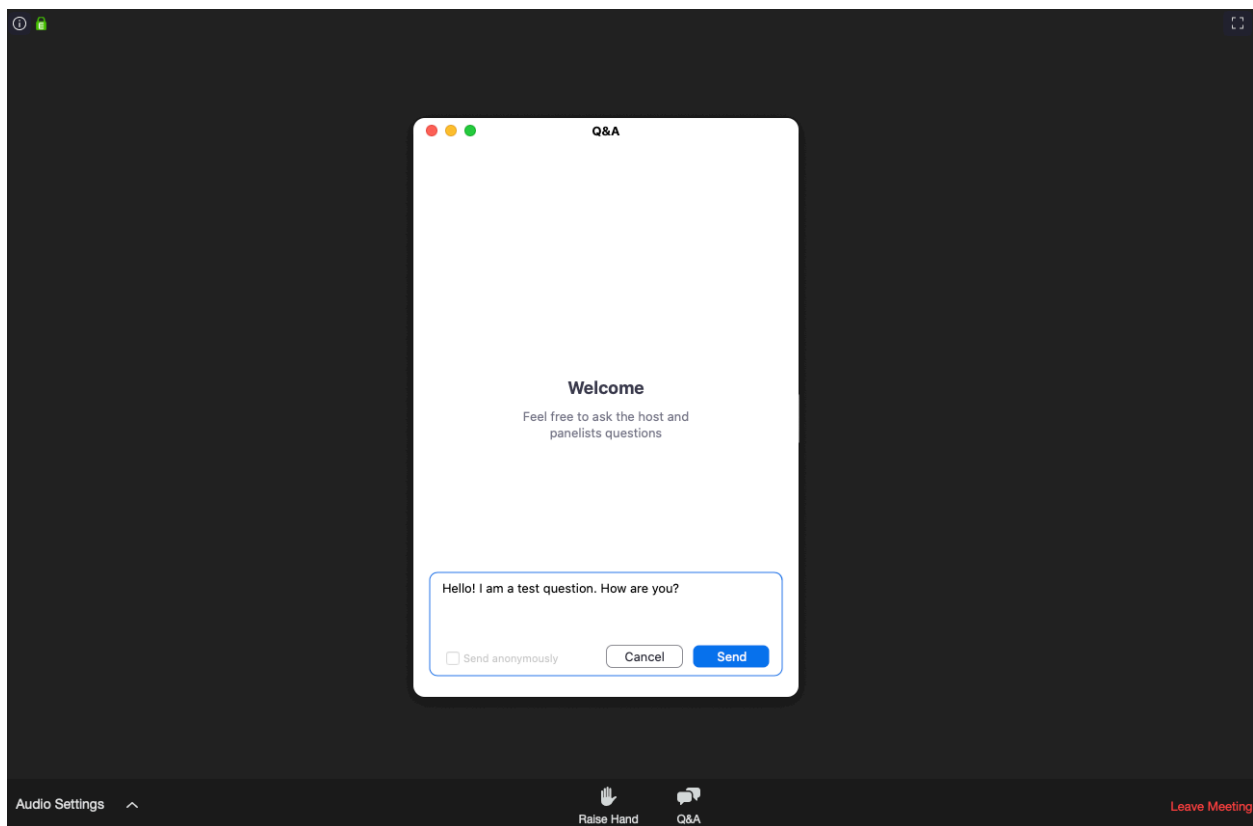 Q&A
Welcome
Feel free to ask the host and
panelists questions
Hello! I am a test question. How are you?
Send anonymously
Cancel
Send
Audio Settings
Raise Hand
Q&A
Leave Meeting